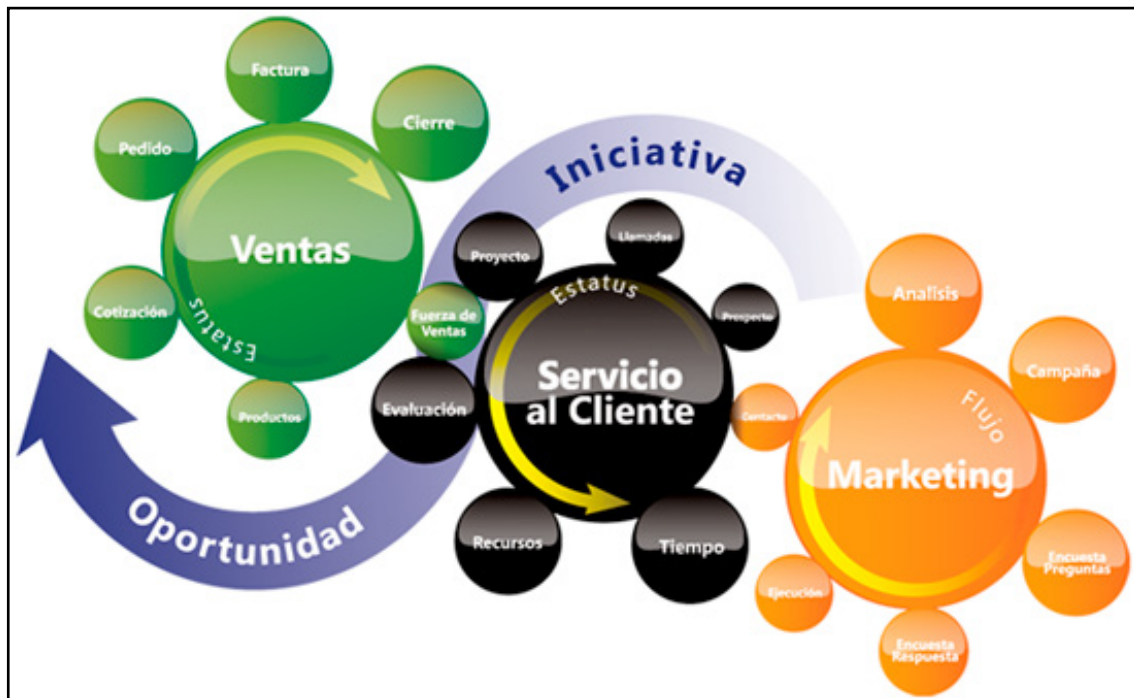 Factura
Cierre
Pedido
Ventas
Estatus
Cotización
Fuerza de
Ventas
Productos
Oportunidad
Iniciativa
Proyecto
Llamadas
Prospecto
Estatus
Servicio
al Cliente
Evaluación
Recursos
Tiempo
Contacto
Analisis
Campaña
Flujo
Marketing
Encuesta
Preguntas
Ejecución
Encuesta
Respuesta